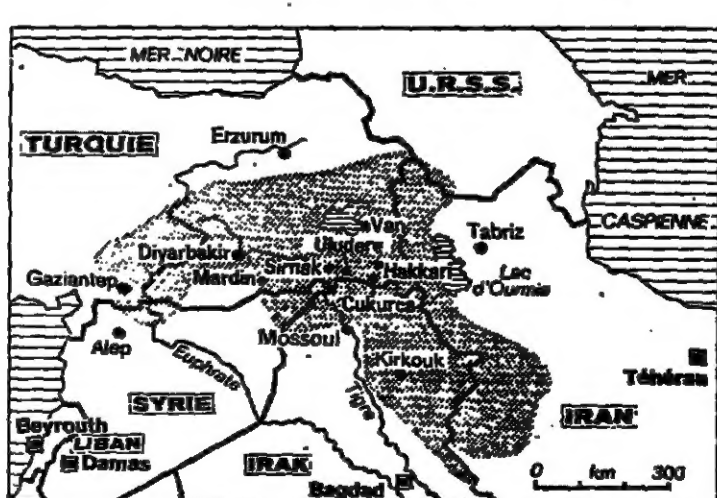 MER NOIRE
U.R.S.S.
MER
CASPIENNE
TURQUIE
Erzurum
Van
Tabriz
Uludere
Diyarbakir
Sirnak
Hakkari
Lac
d'Ourmia
Gaziantep
Mardin
Cukurca
Alep
Mossoul
Euphrate
Kirkouk
Téhéran
Tigre
SYRIE
IRAN
Beyrouth
LIBAN
Damas
IRAK
Bagdad
0 km 300